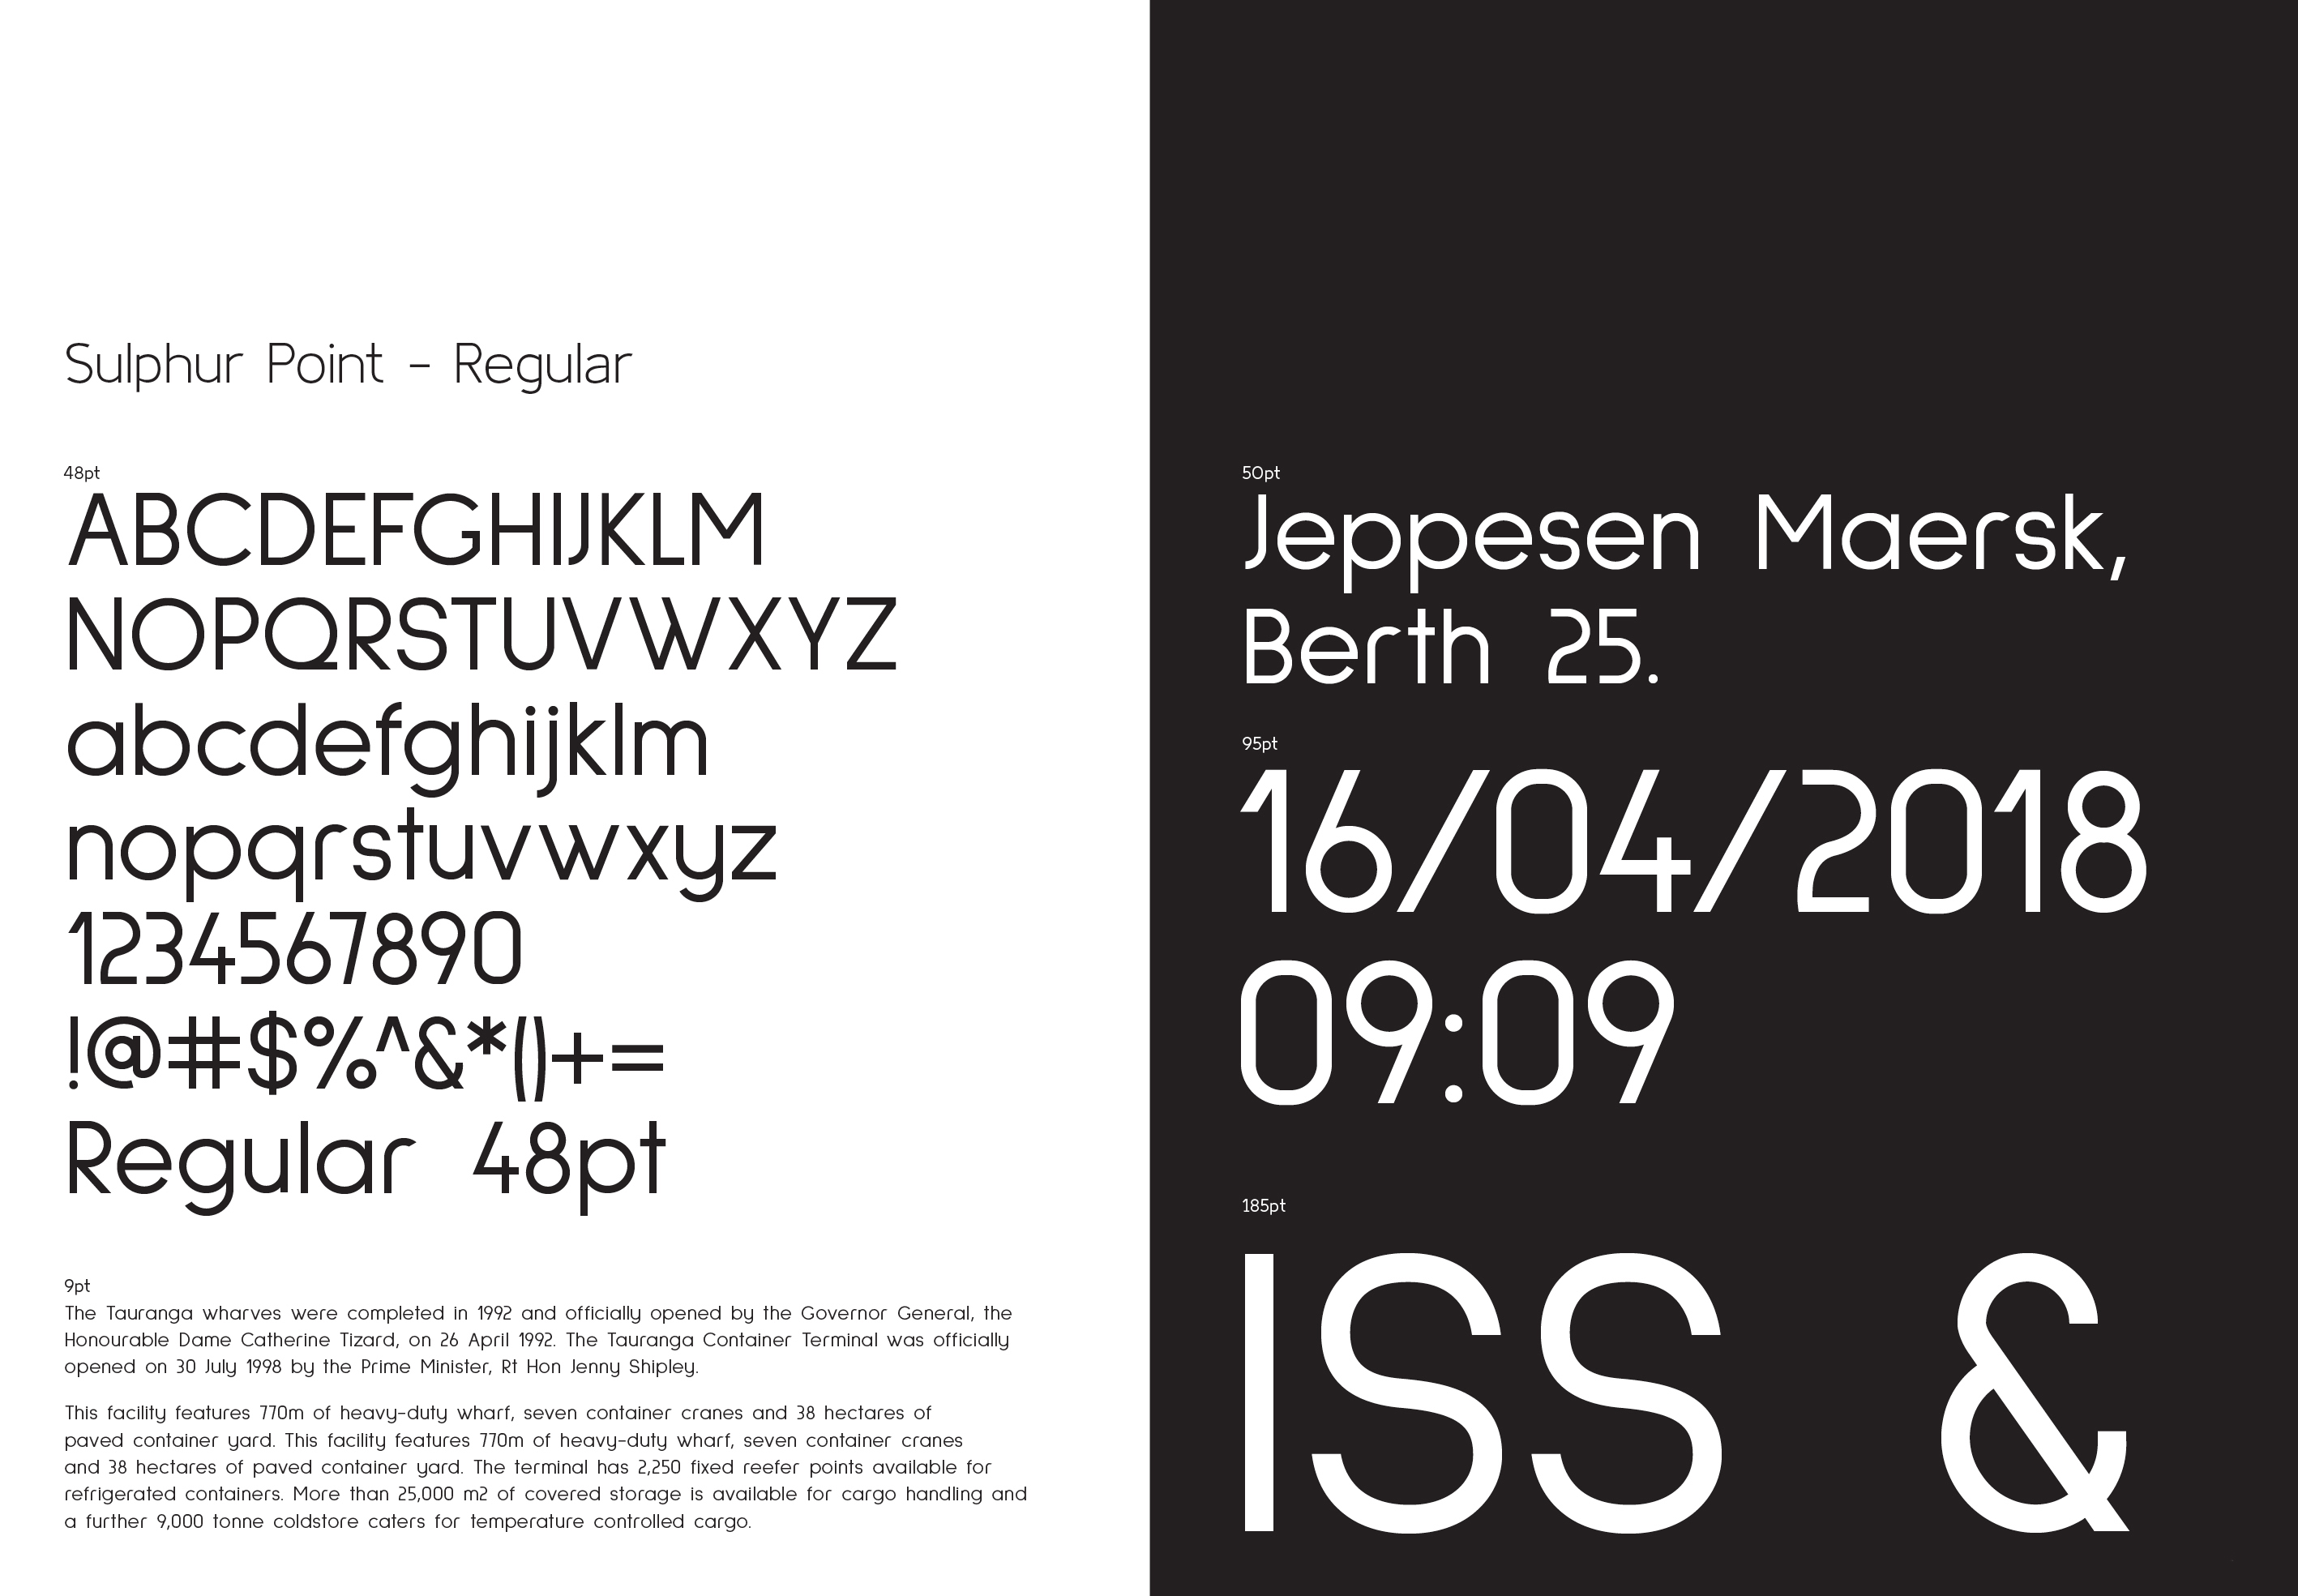 Sulphur Point - Regular
48pt
ABCDEFGHIJKLM
NOPQRSTUVWXYZ
abcdefghijklm
nopqrstuvwxyz
1234567890
!@#$%^&*()+=
Regular 48pt
9pt
The Tauranga wharves were completed in 1992 and officially opened by the Governor General, the
Honourable Dame Catherine Tizard, on 26 April 1992. The Tauranga Container Terminal was officially
opened on 30 July 1998 by the Prime Minister, Rt Hon Jenny Shipley.
This facility features 770m of heavy-duty wharf, seven container cranes and 38 hectares of
paved container yard. This facility features 770m of heavy-duty wharf, seven container cranes
and 38 hectares of paved container yard. The terminal has 2,250 fixed reefer points available for
refrigerated containers. More than 25,000 m2 of covered storage is available for cargo handling and
a further 9,000 tonne coldstore caters for temperature controlled cargo.
50pt
Jeppesen Maersk,
Berth 25.
95pt
16/04/2018
09:09
185pt
ISS &